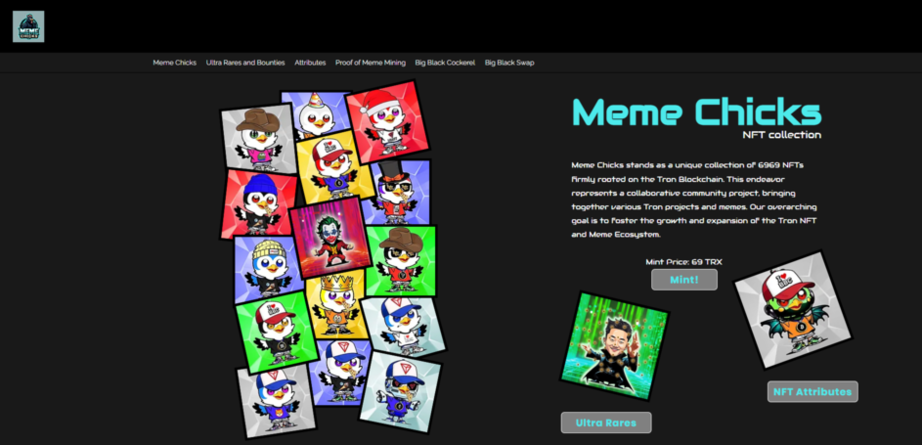 MEME
CHICKS
Meme Chicks Ultra Rares and Bounties Attributes Proof of Meme Mining Big Black Cockerel Big Black Swap
Meme Chicks
NFT collection
Meme Chicks stands as a unique collection of 6969 NFTs
firmly rooted on the Tron Blockchain. This endeavor
represents a collaborative community project, bringing
together various Tron projects and memes. Our overarching
goal is to foster the growth and expansion of the Tron NFT
and Meme Ecosystem.
Mint Price: 69 TRX
Mint!
NFT Attributes
Ultra Rares